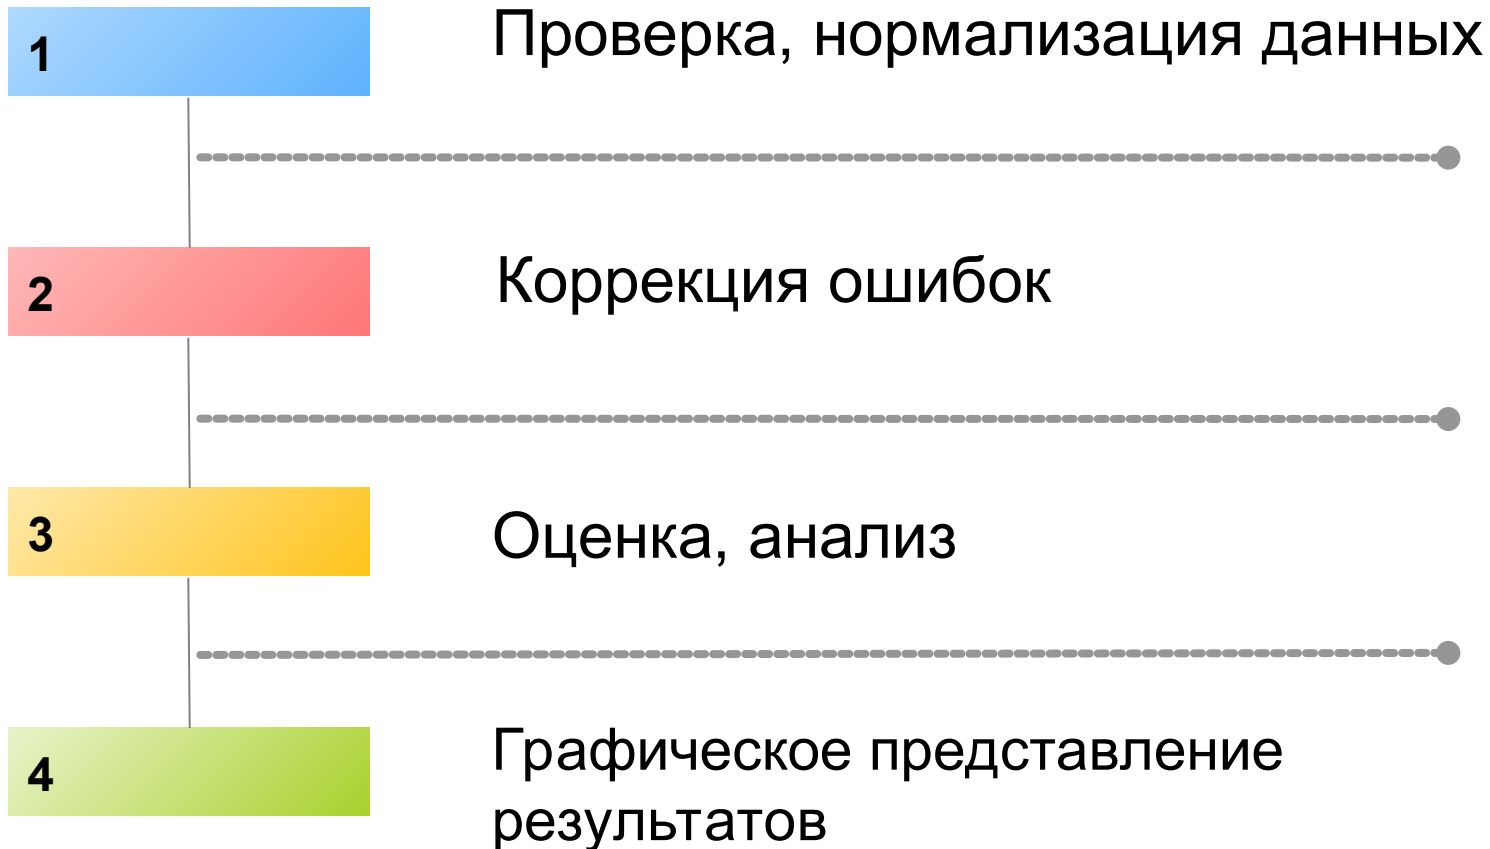 1
Проверка, нормализация данных
2
Коррекция ошибок
3
Оценка, анализ
4
Графическое представление
результатов